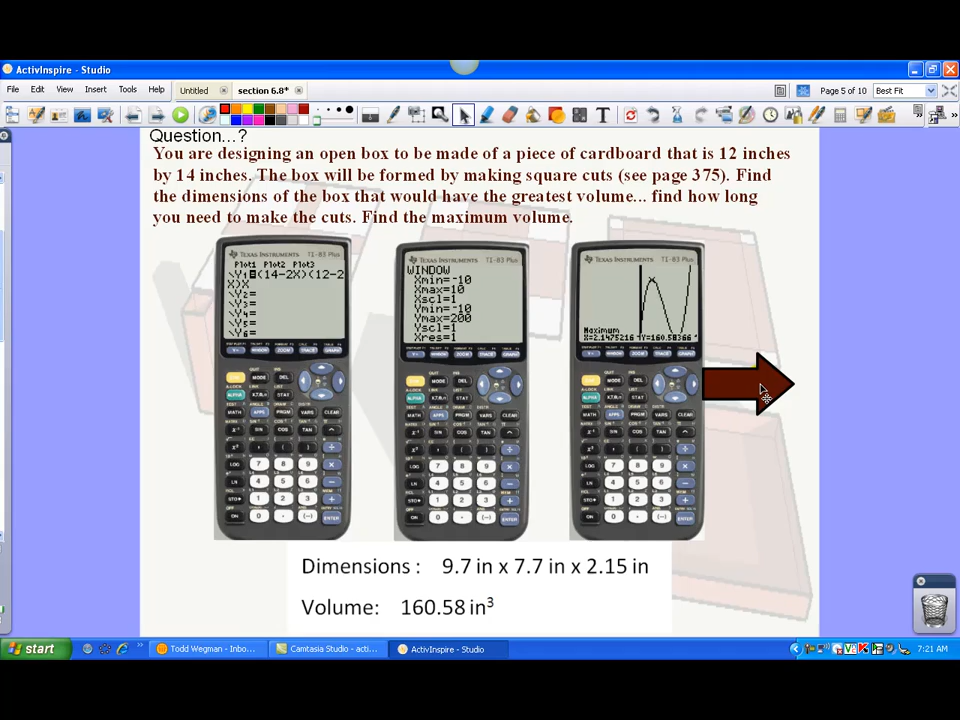 ActivInspire - Studio
File Edit View Insert Tools Help
Untitled section 6.8*
Page 5 of 10 Best Fit
Question...?
You are designing an open box to be made of a piece of cardboard that is 12 inches
by 14 inches. The box will be formed by making square cuts (see page 375). Find
the dimensions of the box that would have the greatest volume... find how long
you need to make the cuts. Find the maximum volume.
TEXAS INSTRUMENTS TI-83 Plus
Plot1 Plot2 Plot3
\Y1=(14-2X)(12-2
X)X
\Y2=
\Y3=
\Y4=
\Y5=
\Y6=
TEXAS INSTRUMENTS TI-83 Plus
WINDOW
Xmin=-10
Xmax=10
Xscl=1
Ymin=-10
Ymax=200
Yscl=1
Xres=1
TEXAS INSTRUMENTS TI-83 Plus
Maximum
X=2.1475216 Y=160.58366
Dimensions : 9.7 in x 7.7 in x 2.15 in
Volume: 160.58 in³
start
Todd Wegman - Inbo...
Camtasia Studio - acti...
ActivInspire - Studio
7:21 AM